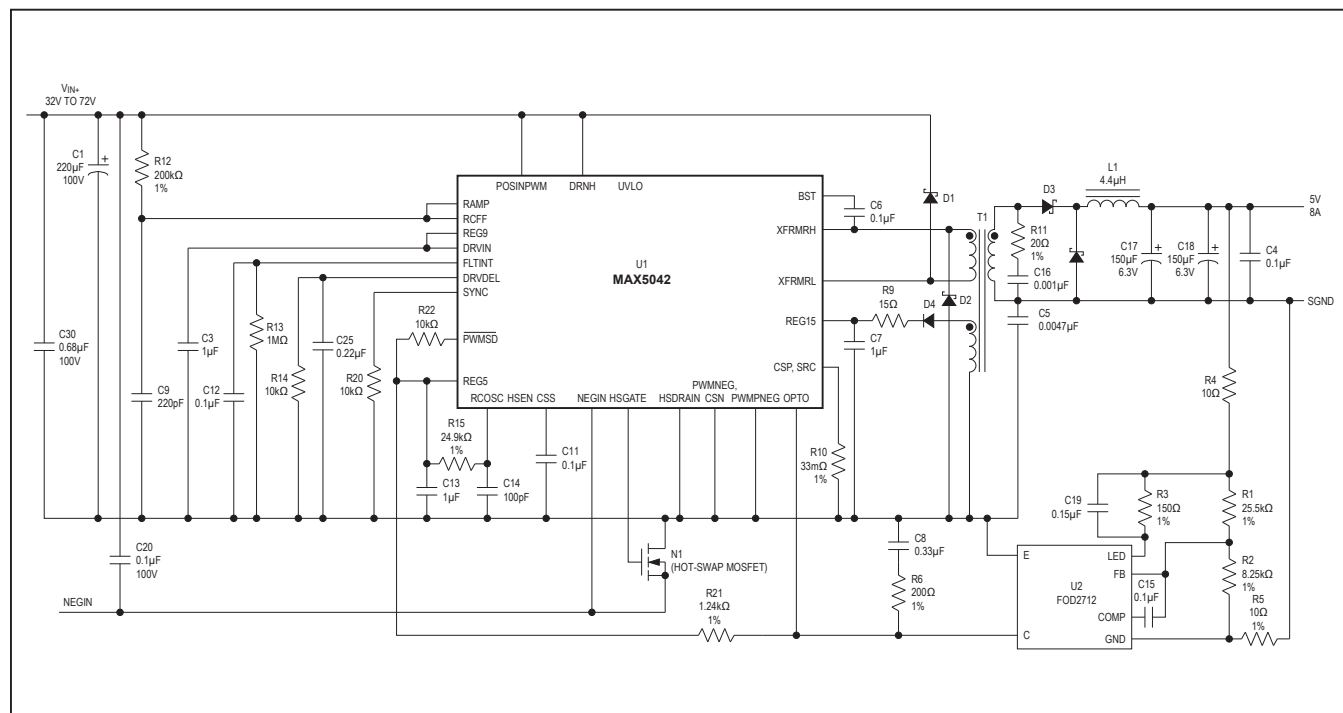 VIN+
32V TO 72V
C1
220µF
100V
R12
200kΩ
1%
POSINPWM DRNH UVLO
RAMP
RCFF
REG9
DRVIN
FLTINT
DRVDEL
SYNC
PWMSD
REG5
U1
MAX5042
BST
XFRMRH
XFRMRL
REG15
CSP, SRC
RCOSC HSEN CSS NEGIN HSGATE HSDRAIN PWMNEG, CSN PWMPNEG OPTO
C6
0.1µF
D1
T1
D2
D3
L1
4.4µH
5V
8A
R11
20Ω
1%
C16
0.001µF
C17
150µF
6.3V
C18
150µF
6.3V
C4
0.1µF
SGND
C5
0.0047µF
R9
15Ω
D4
C7
1µF
R10
33mΩ
1%
C30
0.68µF
100V
C9
220pF
C3
1µF
C12
0.1µF
R13
1MΩ
R14
10kΩ
C25
0.22µF
R20
10kΩ
R22
10kΩ
R15
24.9kΩ
1%
C13
1µF
C14
100pF
C11
0.1µF
C20
0.1µF
100V
NEGIN
N1
(HOT-SWAP MOSFET)
R21
1.24kΩ
1%
C8
0.33µF
R6
200Ω
1%
R4
10Ω
C19
0.15µF
R3
150Ω
1%
R1
25.5kΩ
1%
R2
8.25kΩ
1%
R5
10Ω
1%
C15
0.1µF
E
C
U2
FOD2712
LED
FB
COMP
GND